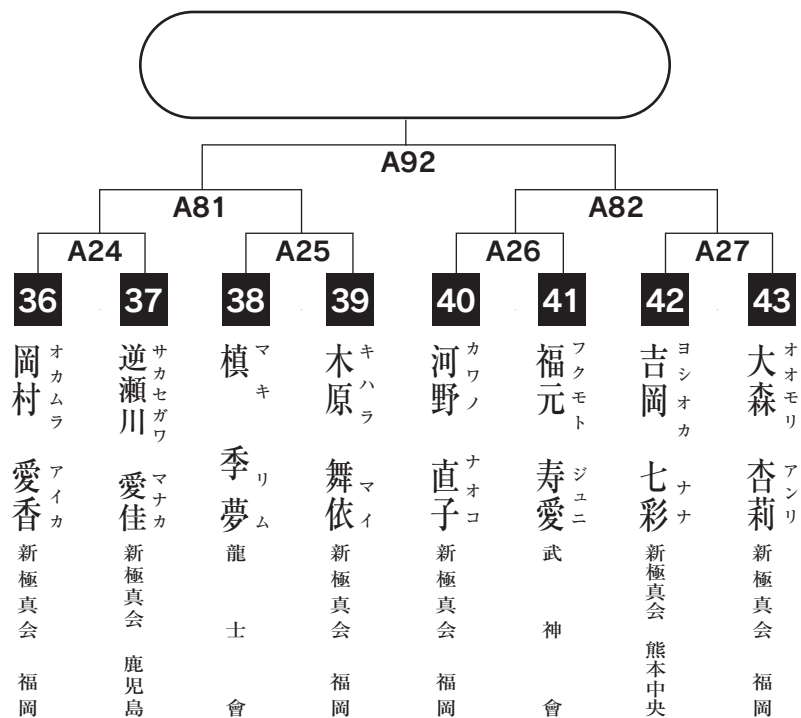 A92
A81
A82
A24
A25
A26
A27
36
37
38
39
40
41
42
43
岡村 愛香
オカムラ アイカ
新極真会 福岡
逆瀬川 愛佳
サカセガワ マナカ
新極真会 鹿児島
槙 季夢
マキ リム
龍士會
木原 舞依
キハラ マイ
新極真会 福岡
河野 直子
カワノ ナオコ
新極真会 福岡
福元 寿愛
フクモト ジュニ
武神會
吉岡 七彩
ヨシオカ ナナ
新極真会 熊本中央
大森 杏莉
オオモリ アンリ
新極真会 福岡